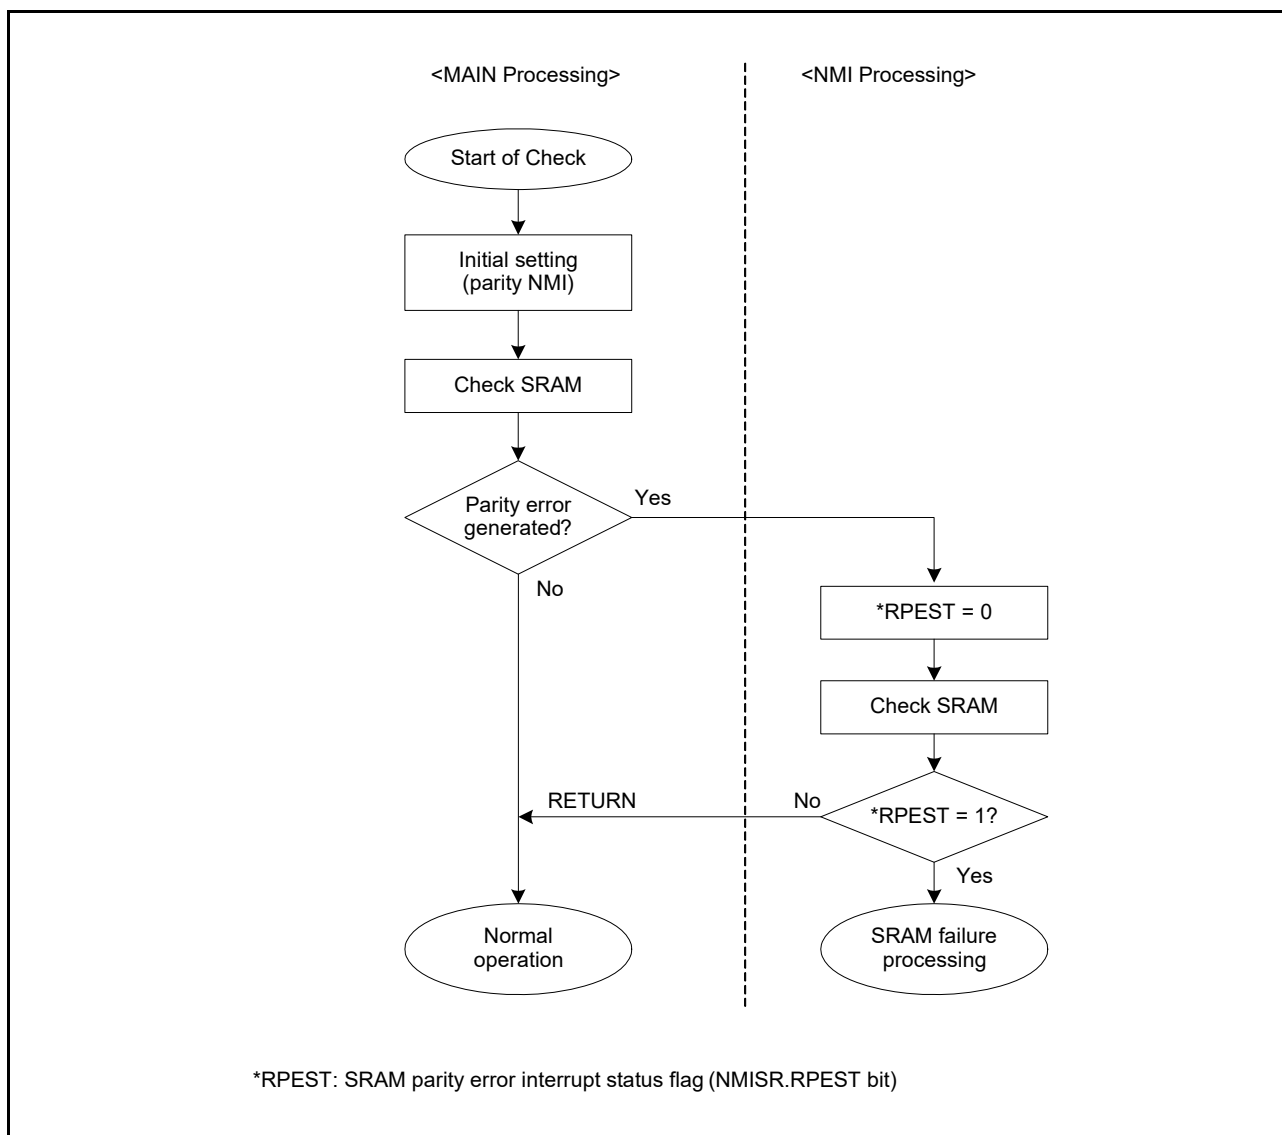 <MAIN Processing>
<NMI Processing>
Start of Check
Initial setting
(parity NMI)
Check SRAM
Parity error
generated?
Yes
No
*RPEST = 0
Check SRAM
*RPEST = 1?
No
RETURN
Yes
Normal
operation
SRAM failure
processing
*RPEST: SRAM parity error interrupt status flag (NMISR.RPEST bit)